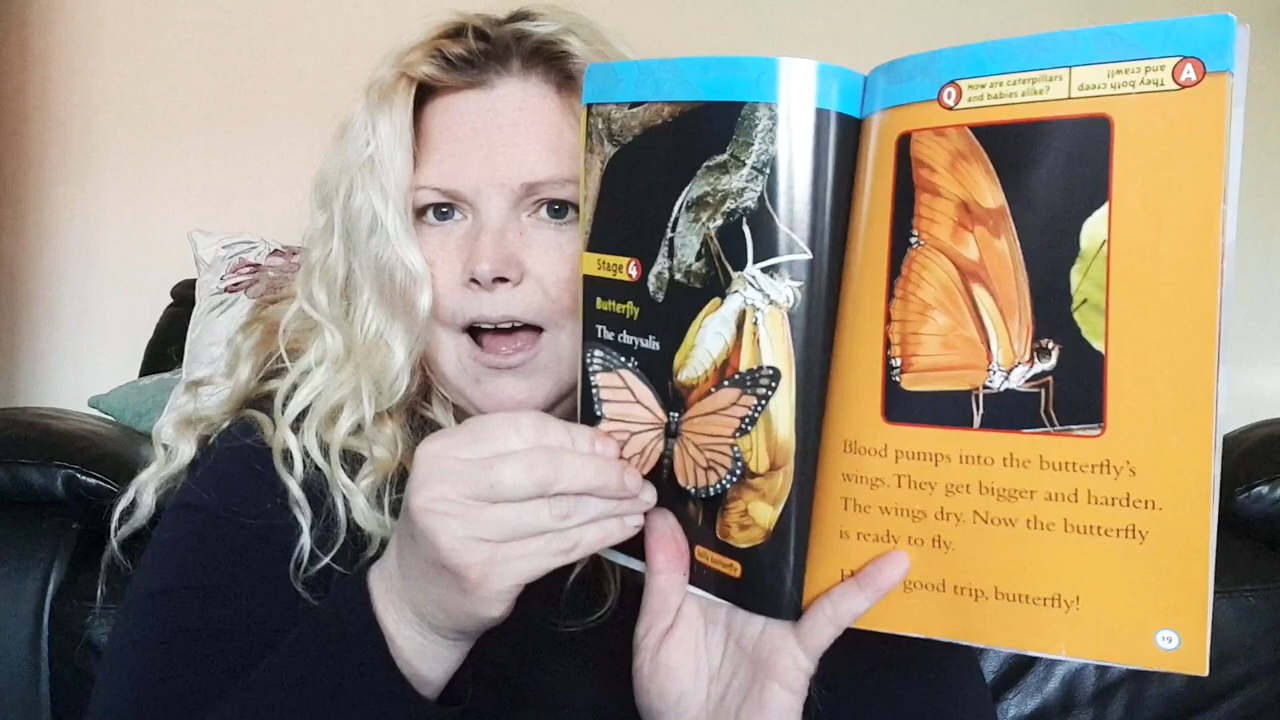 Stage 4
Butterfly
The chrysalis
Julia butterfly
Q How are caterpillars
and babies alike?
A They both creep
and crawl!
Blood pumps into the butterfly's
wings. They get bigger and harden.
The wings dry. Now the butterfly
is ready to fly.
good trip, butterfly!
19